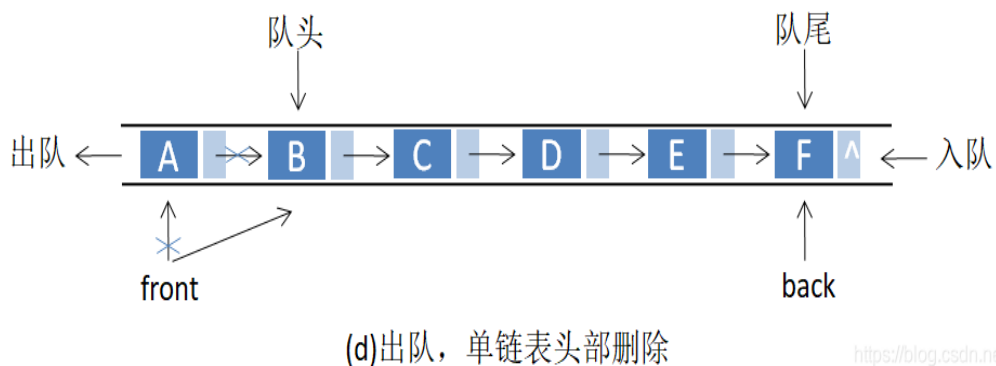 队头 队尾
出队 A B C D E F ^ 入队
front back
(d)出队，单链表头部删除
https://blog.csdn.ne